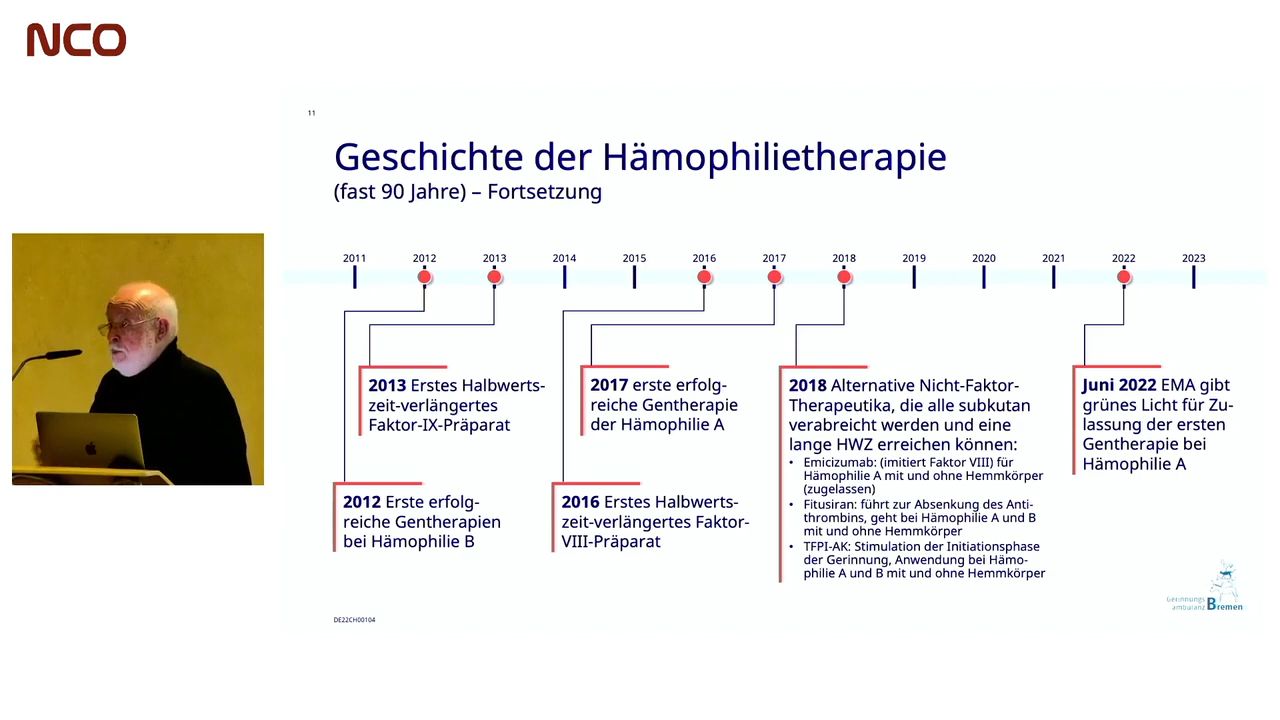 NCO
11
Geschichte der Hämophilietherapie
(fast 90 Jahre) – Fortsetzung
2011 2012 2013 2014 2015 2016 2017 2018 2019 2020 2021 2022 2023
2013 Erstes Halbwerts-
zeit-verlängertes
Faktor-IX-Präparat
2012 Erste erfolg-
reiche Gentherapien
bei Hämophilie B
2017 erste erfolg-
reiche Gentherapie
der Hämophilie A
2016 Erstes Halbwerts-
zeit-verlängertes Faktor-
VIII-Präparat
2018 Alternative Nicht-Faktor-
Therapeutika, die alle subkutan
verabreicht werden und eine
lange HWZ erreichen können:
• Emicizumab: (imitiert Faktor VIII) für
Hämophilie A mit und ohne Hemmkörper
(zugelassen)
• Fitusiran: führt zur Absenkung des Anti-
thrombins, geht bei Hämophilie A und B
mit und ohne Hemmkörper
• TFPI-AK: Stimulation der Initiationsphase
der Gerinnung, Anwendung bei Hämo-
philie A und B mit und ohne Hemmkörper
Juni 2022 EMA gibt
grünes Licht für Zu-
lassung der ersten
Gentherapie bei
Hämophilie A
Gerinnungs
ambulanz Bremen
DE22CH00104